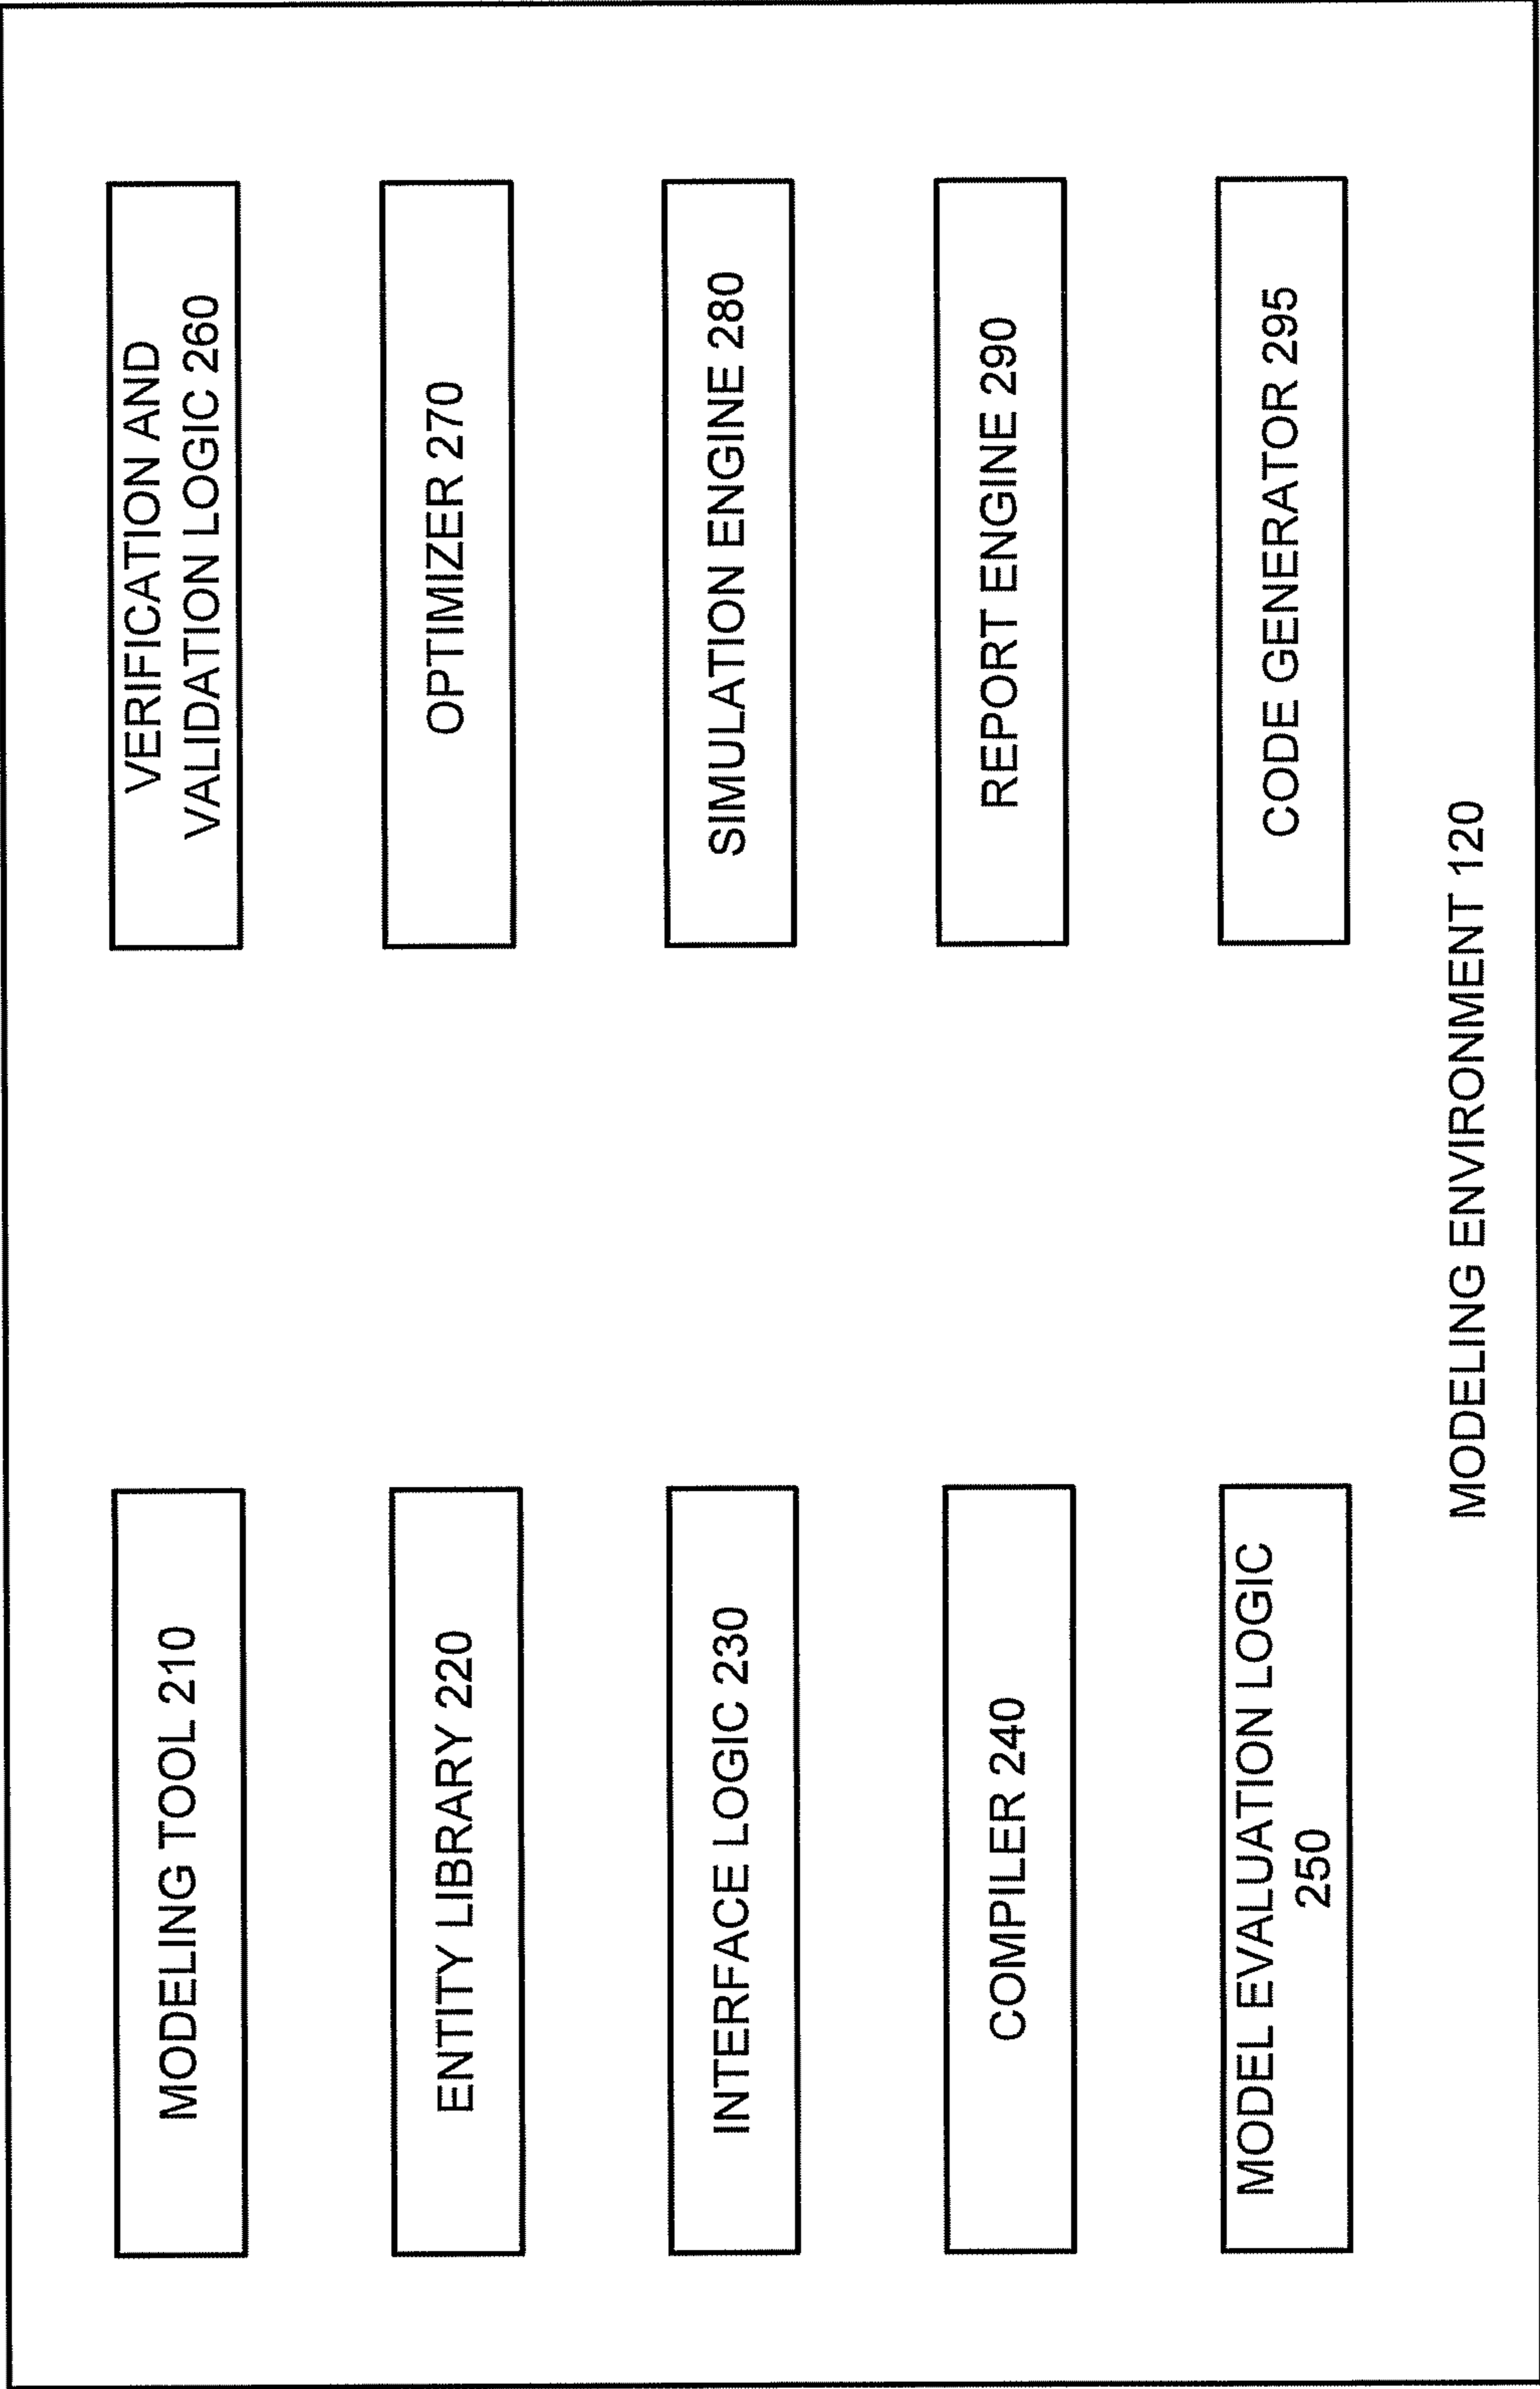 MODELING TOOL 210
ENTITY LIBRARY 220
INTERFACE LOGIC 230
COMPILER 240
MODEL EVALUATION LOGIC
250
VERIFICATION AND
VALIDATION LOGIC 260
OPTIMIZER 270
SIMULATION ENGINE 280
REPORT ENGINE 290
CODE GENERATOR 295
MODELING ENVIRONMENT 120